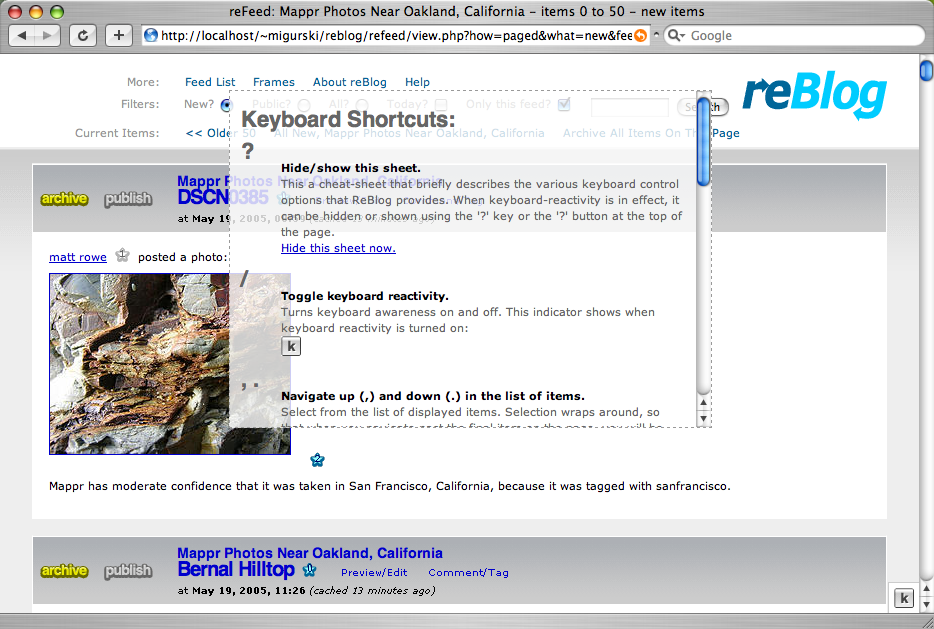 reFeed: Mappr Photos Near Oakland, California – items 0 to 50 – new items
http://localhost/~migurski/reblog/refeed/view.php?how=paged&what=new&fee
Google
More: Feed List Frames About reBlog Help
reBlog
Filters: New? Public? All? Today? Only this feed?
Current Items: << Older 50 All New, Mappr Photos Near Oakland, California Archive All Items On This Page
Keyboard Shortcuts:
?
Hide/show this sheet.
This a cheat-sheet that briefly describes the various keyboard control
options that ReBlog provides. When keyboard-reactivity is in effect, it
can be hidden or shown using the '?' key or the '?' button at the top of
the page.
Hide this sheet now.
/
Toggle keyboard reactivity.
Turns keyboard awareness on and off. This indicator shows when
keyboard reactivity is turned on:
k
, .
Navigate up (,) and down (.) in the list of items.
Select from the list of displayed items. Selection wraps around, so
archive publish
Mappr Photos Near Oakland, California
DSCN0385
at May 19, 2005,
matt rowe posted a photo:
2
Mappr has moderate confidence that it was taken in San Francisco, California, because it was tagged with sanfrancisco.
archive publish
Mappr Photos Near Oakland, California
Bernal Hilltop Preview/Edit Comment/Tag
at May 19, 2005, 11:26 (cached 13 minutes ago)
k